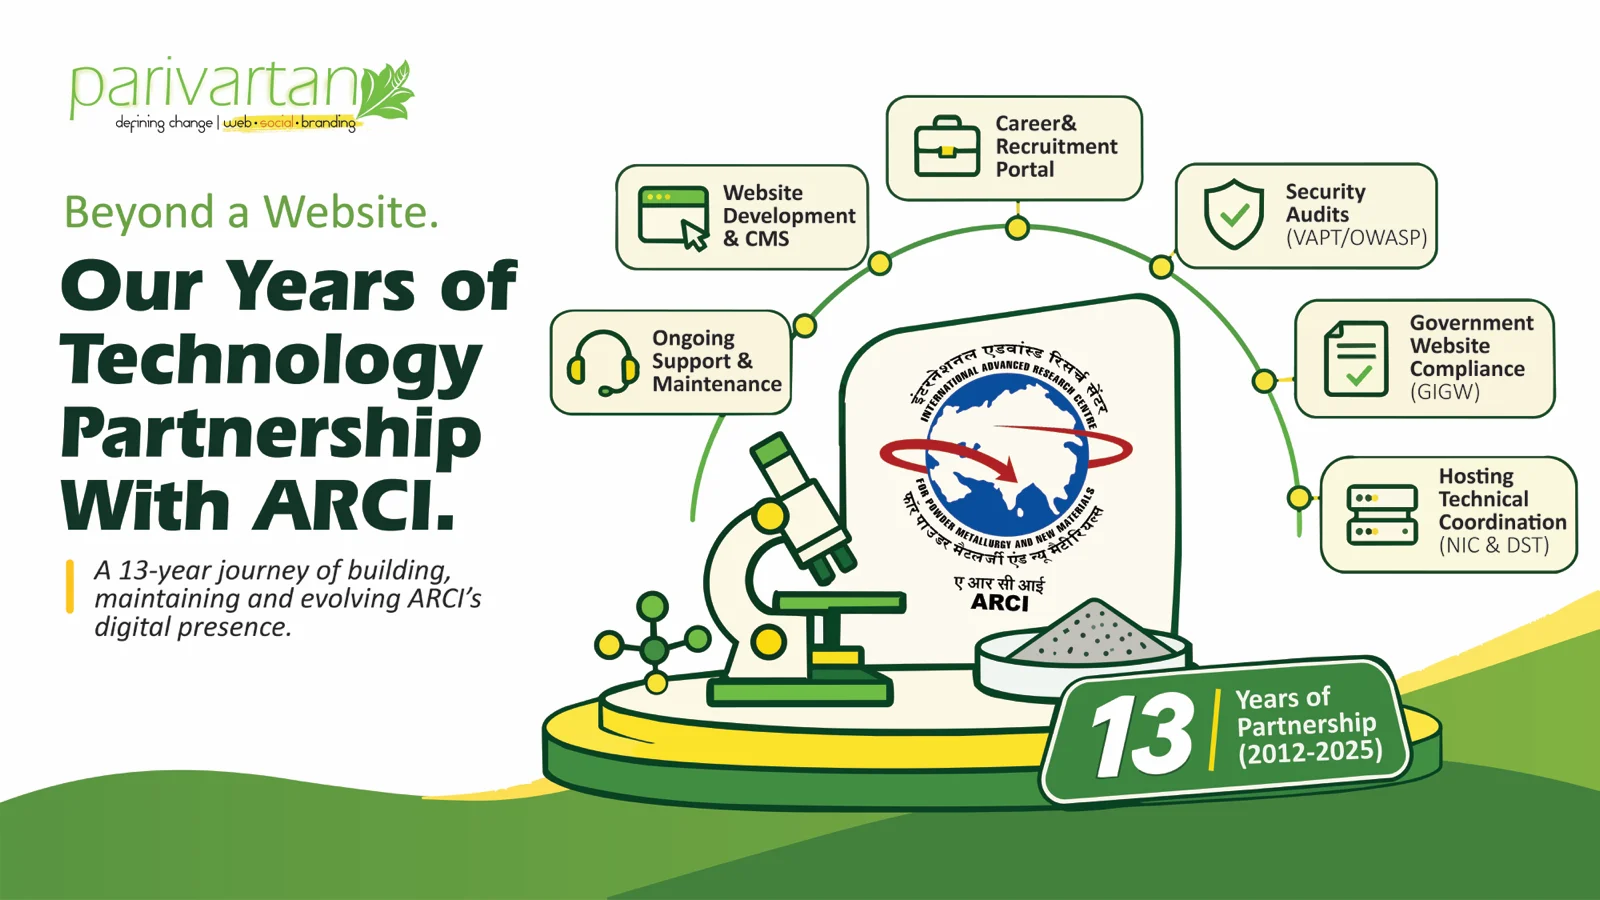 parivartan
defining change | web • social • branding
Beyond a Website.
Our Years of
Technology
Partnership
With ARCI.
A 13-year journey of building,
maintaining and evolving ARCI's
digital presence.
Ongoing
Support &
Maintenance
Website
Development
& CMS
Career&
Recruitment
Portal
Security
Audits
(VAPT/OWASP)
Government
Website
Compliance
(GIGW)
Hosting
Technical
Coordination
(NIC & DST)
इंटरनेशनल एडवांस्ड रिसर्च सेंटर
INTERNATIONAL ADVANCED RESEARCH CENTRE
FOR POWDER METALLURGY AND NEW MATERIALS
फॉर पाउडर मैटलर्जी एंड न्यू मैटीरियल्स
ए आर सी आई
ARCI
13
Years of
Partnership
(2012-2025)